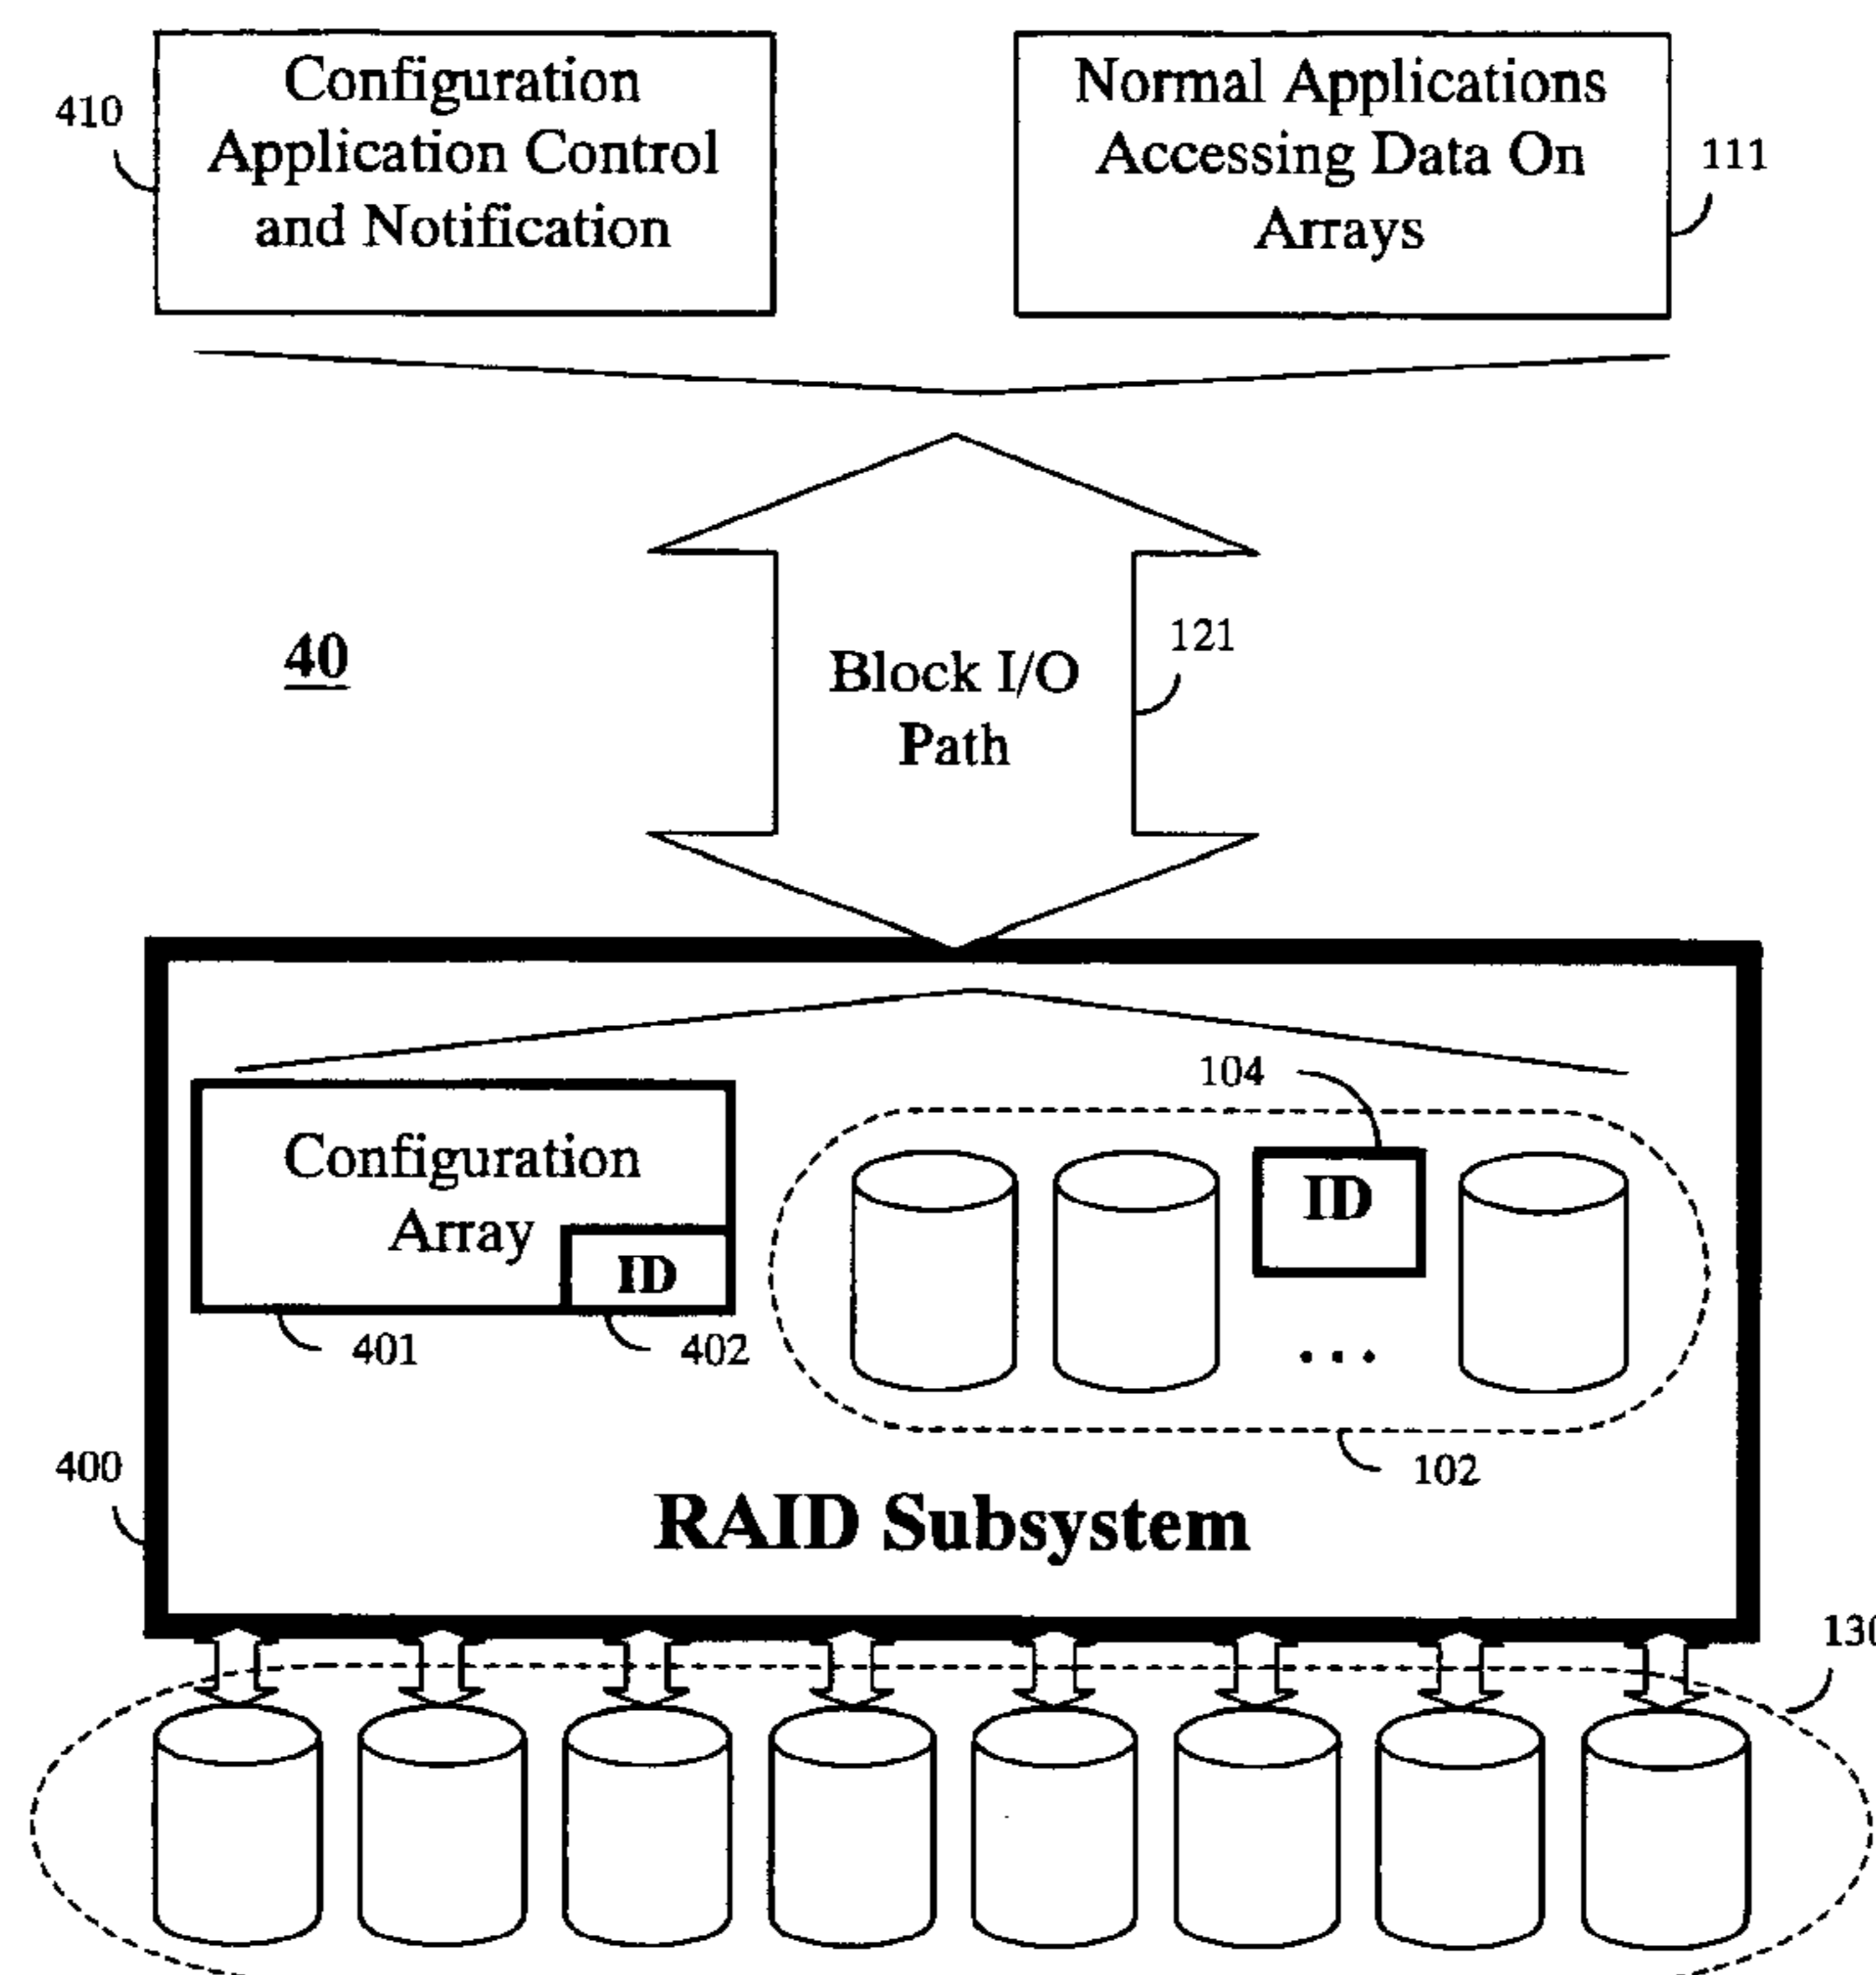 Configuration
Application Control
and Notification
410
Normal Applications
Accessing Data On
Arrays
111
40
Block I/O
Path
121
104
Configuration
Array
ID
ID
401
402
...
102
400
RAID Subsystem
130